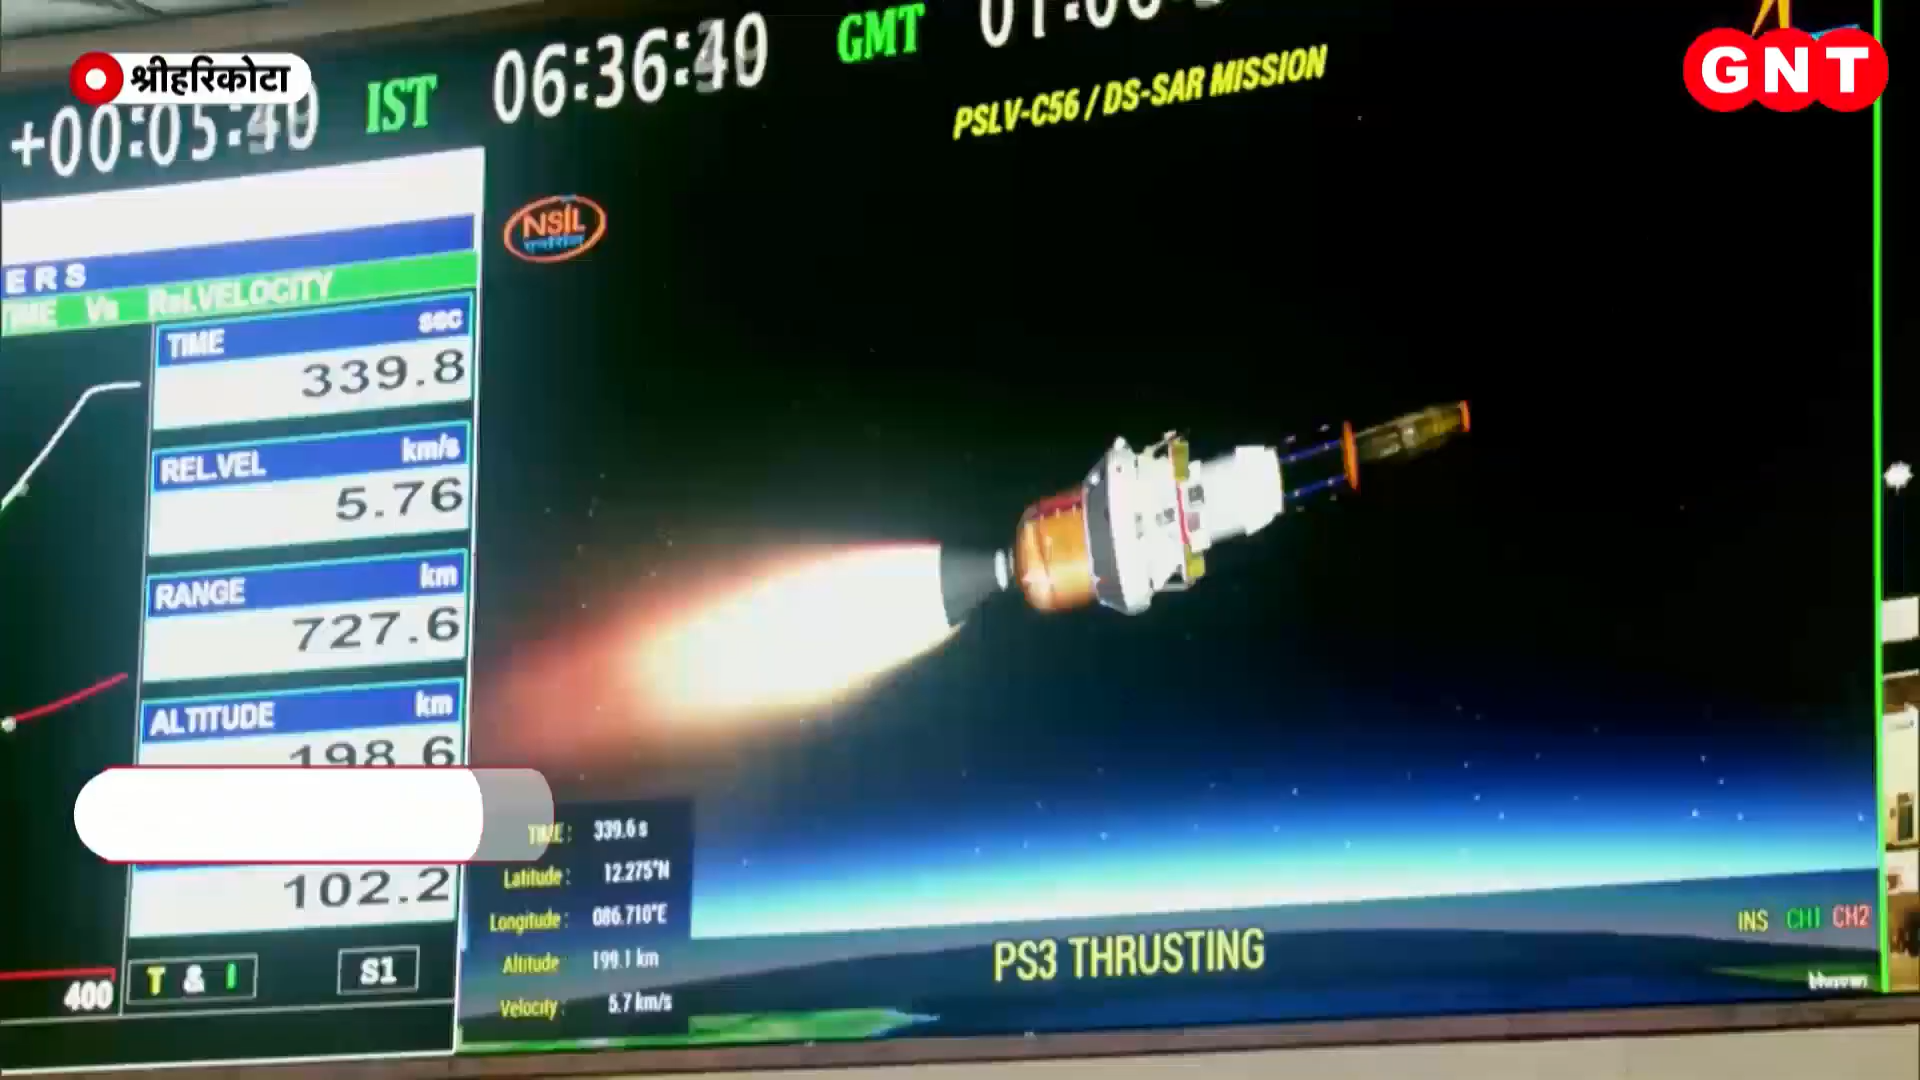 श्रीहरिकोटा
GNT
+00:05:40 IST 06:36:40 GMT
PSLV-C56 / DS-SAR MISSION
NSIL
ERS
TIME Vs Rel.VELOCITY
TIME sec
339.8
REL.VEL km/s
5.76
RANGE km
727.6
ALTITUDE km
198.6
102.2
400
T & I S1
TIME : 339.6 s
Latitude : 12.275°N
Longitude : 086.710°E
Altitude : 199.1 km
Velocity : 5.7 km/s
PS3 THRUSTING
INS CH1 CH2